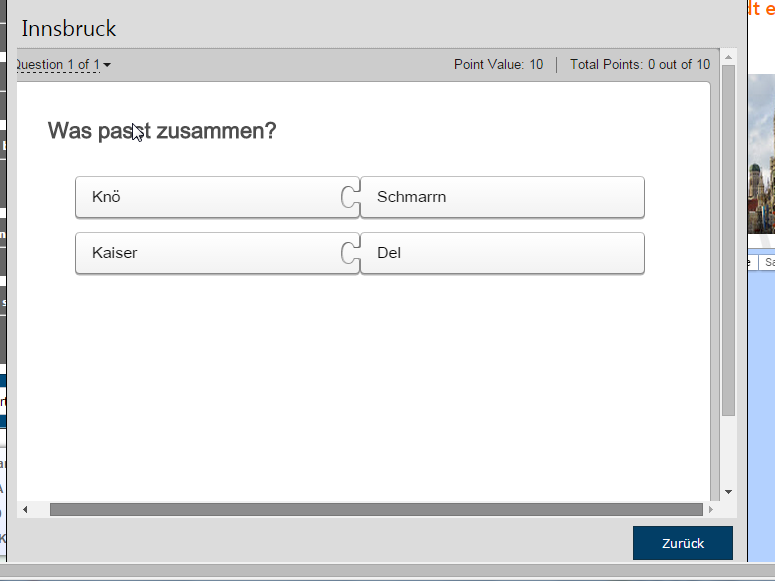 dt e
Innsbruck
Question 1 of 1
Point Value: 10 | Total Points: 0 out of 10
Was passt zusammen?
Knö
Schmarrn
Kaiser
Del
Zurück